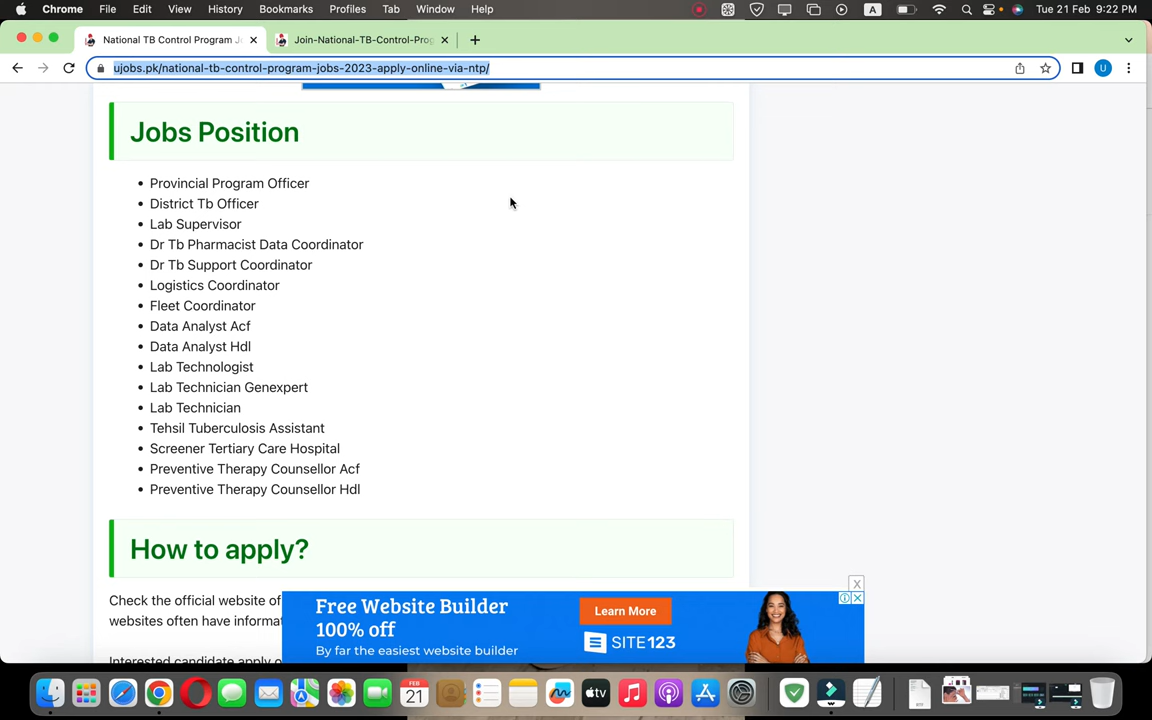 Chrome File Edit View History Bookmarks Profiles Tab Window Help A Tue 21 Feb 9:22 PM
National TB Control Program J Join-National-TB-Control-Prog
ujobs.pk/national-tb-control-program-jobs-2023-apply-online-via-ntp/ U
Jobs Position
• Provincial Program Officer
• District Tb Officer
• Lab Supervisor
• Dr Tb Pharmacist Data Coordinator
• Dr Tb Support Coordinator
• Logistics Coordinator
• Fleet Coordinator
• Data Analyst Acf
• Data Analyst Hdl
• Lab Technologist
• Lab Technician Genexpert
• Lab Technician
• Tehsil Tuberculosis Assistant
• Screener Tertiary Care Hospital
• Preventive Therapy Counsellor Acf
• Preventive Therapy Counsellor Hdl
How to apply?
Check the official website of
websites often have informat
Interested candidate apply o
Free Website Builder
100% off
By far the easiest website builder
Learn More
SITE123
X
FEB
21
tv